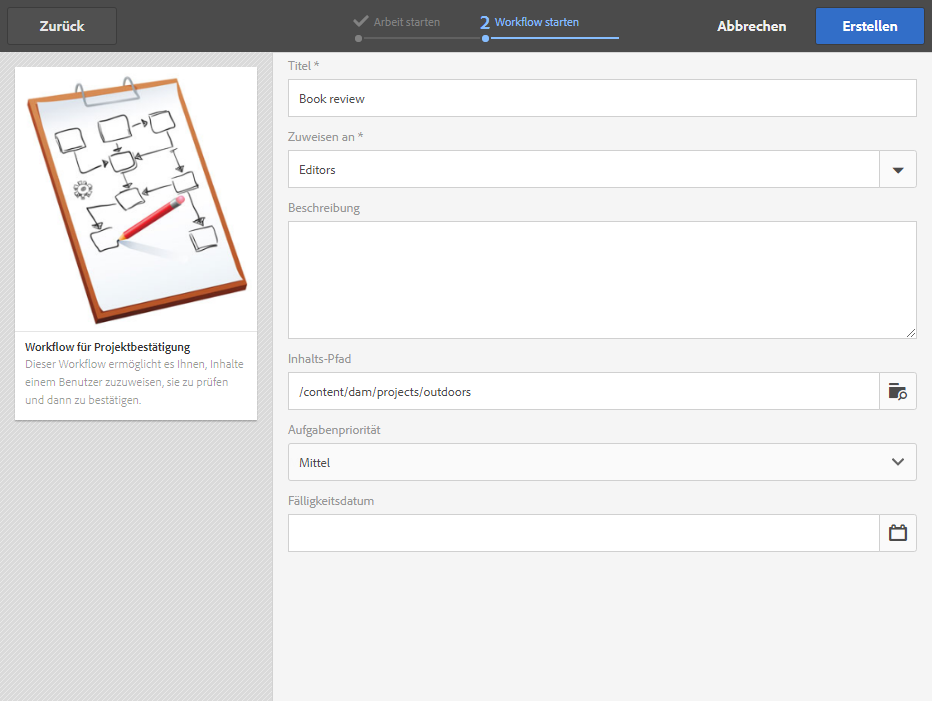 Zurück
Arbeit starten
2 Workflow starten
Abbrechen
Erstellen
Workflow für Projektbestätigung
Dieser Workflow ermöglicht es Ihnen, Inhalte
einem Benutzer zuzuweisen, sie zu prüfen
und dann zu bestätigen.
Titel *
Book review
Zuweisen an *
Editors
Beschreibung
Inhalts-Pfad
/content/dam/projects/outdoors
Aufgabenpriorität
Mittel
Fälligkeitsdatum